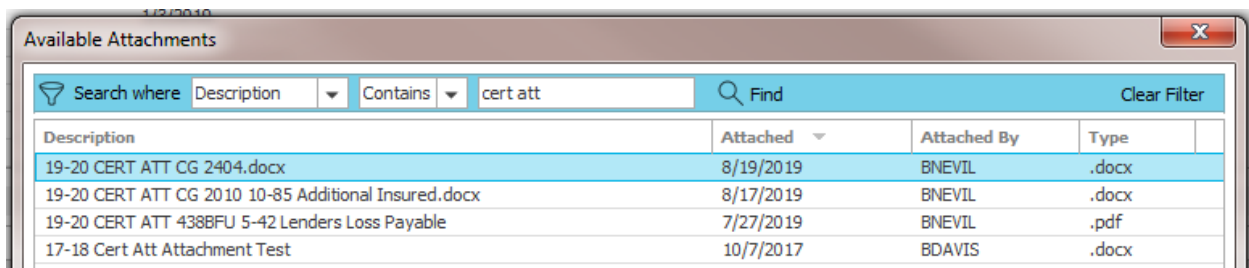 1/3/2019
Available Attachments
Search where Description Contains cert att Find Clear Filter
Description Attached Attached By Type
19-20 CERT ATT CG 2404.docx 8/19/2019 BNEVIL .docx
19-20 CERT ATT CG 2010 10-85 Additional Insured.docx 8/17/2019 BNEVIL .docx
19-20 CERT ATT 438BFU 5-42 Lenders Loss Payable 7/27/2019 BNEVIL .pdf
17-18 Cert Att Attachment Test 10/7/2017 BDAVIS .docx